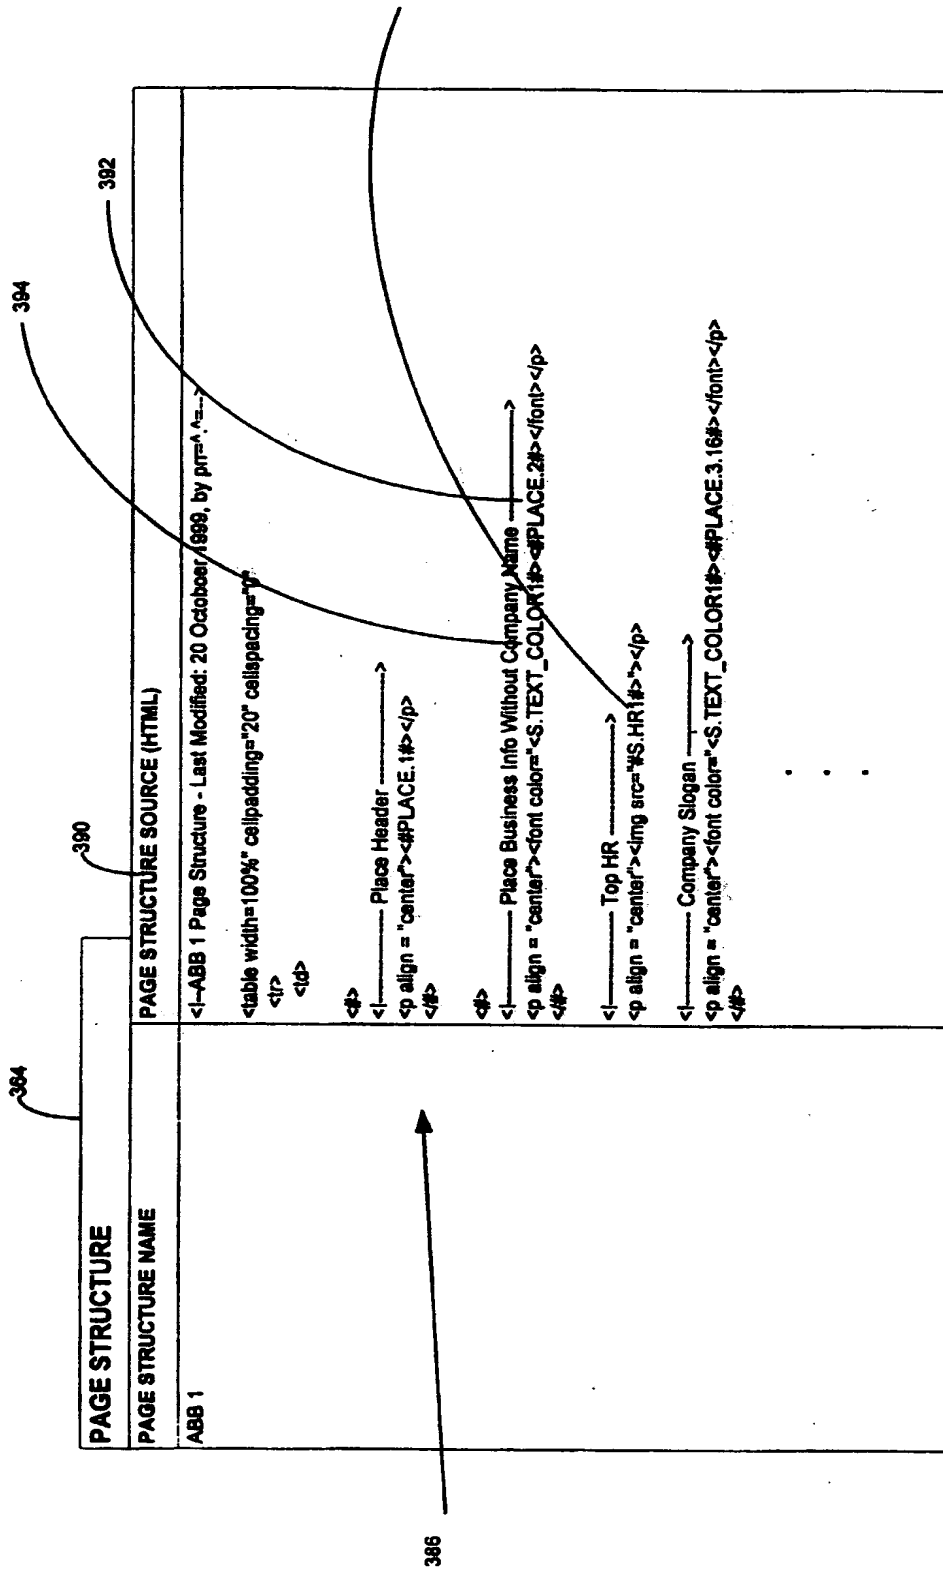 364
390
394
392
386
PAGE STRUCTURE
PAGE STRUCTURE NAME
PAGE STRUCTURE SOURCE (HTML)
ABB 1
<!--ABB 1 Page Structure - Last Modified: 20 Octoboer 1999, by pn=^.^=-->
<table width=100%" cellpadding="20" cellspacing="0"
<tr>
<td>
<#>
<!------------ Place Header ------------>
<p align = "center"><#PLACE.1#></p>
</#>
<#>
<!------------ Place Business Info Without Company Name ------------>
<p align = "center"><font color="<S.TEXT_COLOR1#><#PLACE.2#></font></p>
</#>
<!------------ Top HR ------------>
<p align = "center"><img src="#S.HR1#>"></p>
<!------------ Company Slogan ------------>
<p align = "center"><font color="<S.TEXT_COLOR1#><#PLACE.3.16#></font></p>
</#>
. . .